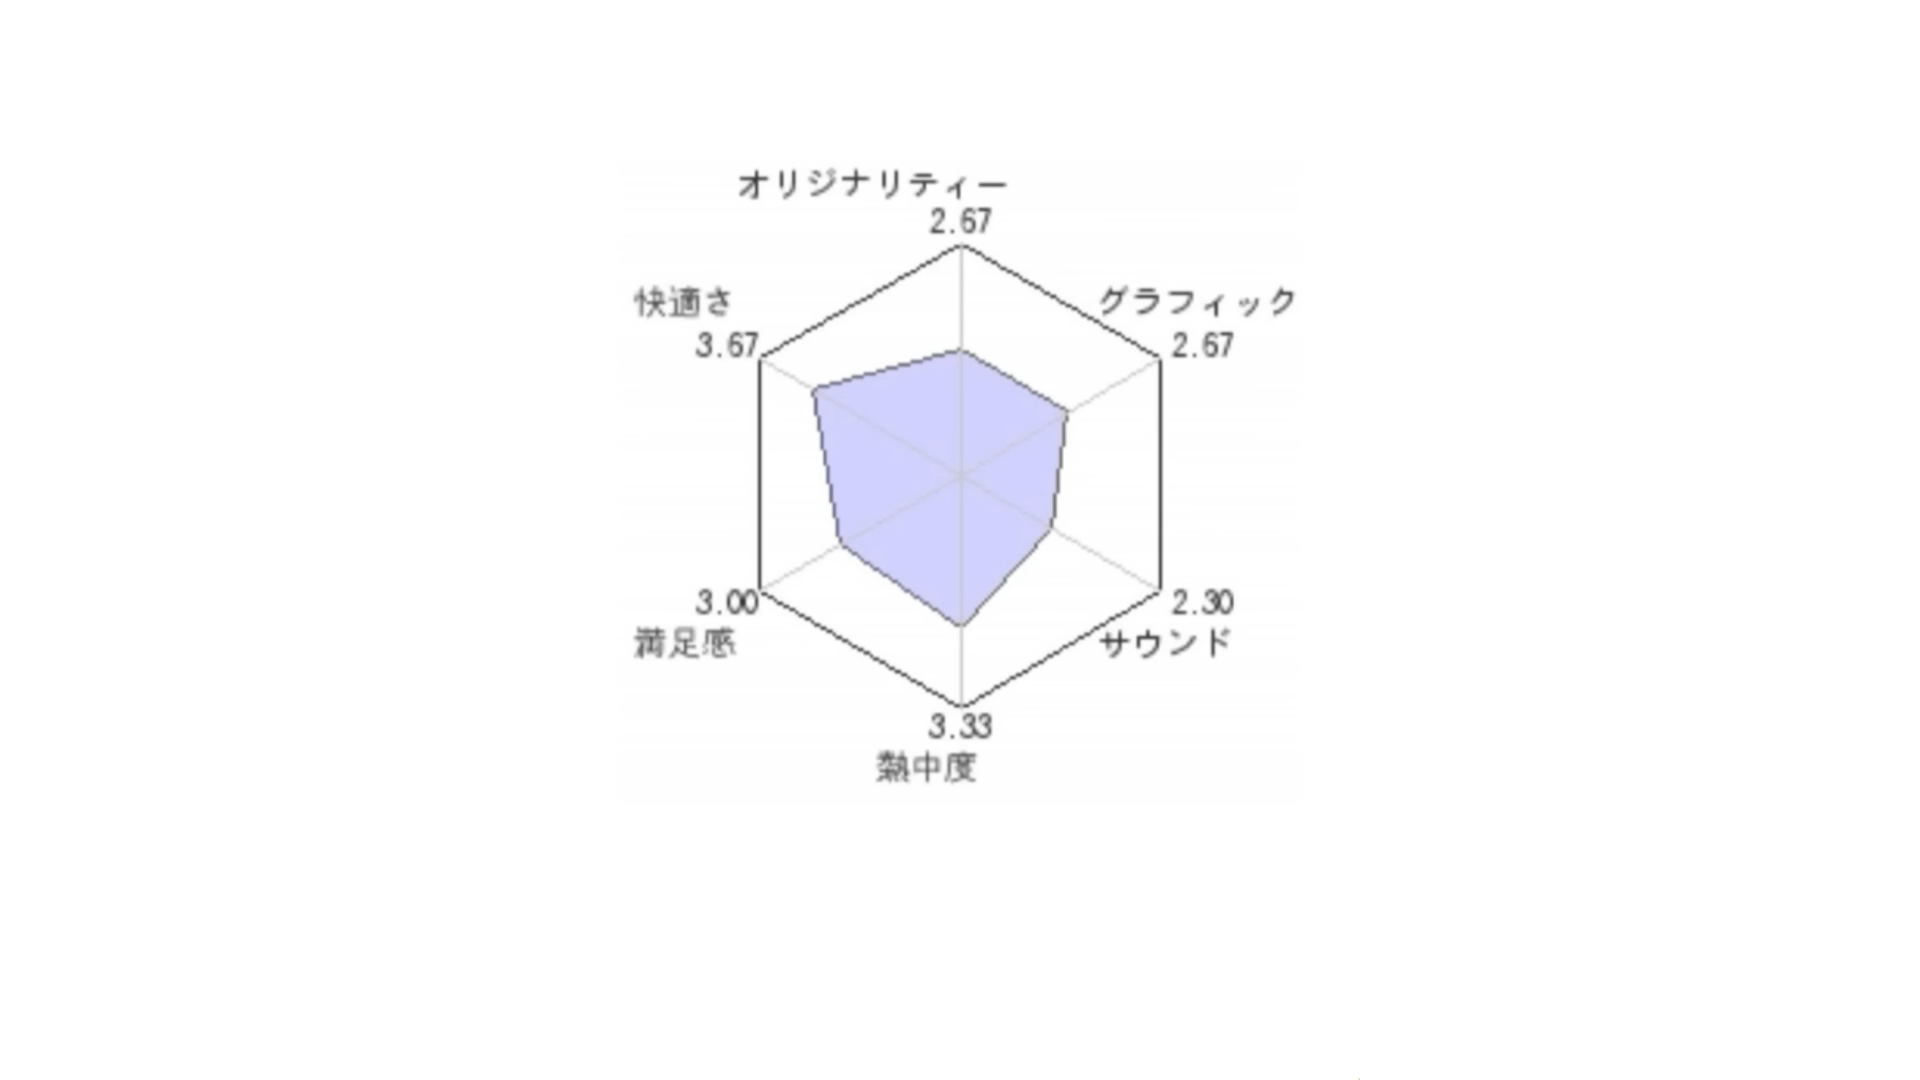 オリジナリティー
2.67
快適さ
グラフィック
3.67
2.67
3.00
2.30
満足感
サウンド
3.33
熱中度